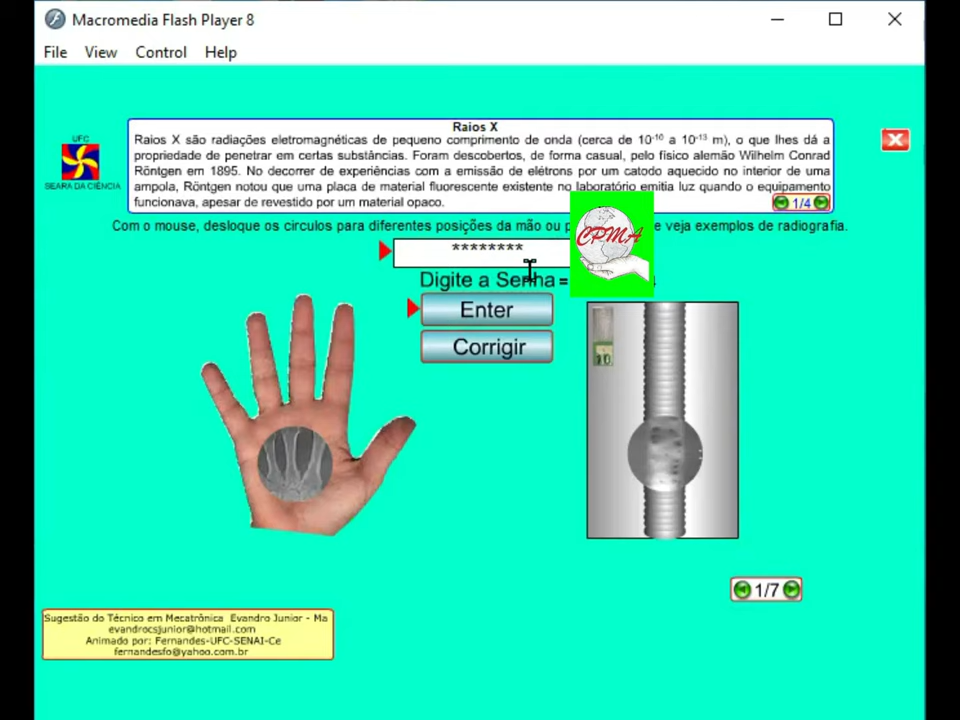 Macromedia Flash Player 8
File View Control Help
Raios X
Raios X são radiações eletromagnéticas de pequeno comprimento de onda (cerca de 10-10 a 10-13 m), o que lhes dá a
propriedade de penetrar em certas substâncias. Foram descobertos, de forma casual, pelo físico alemão Wilhelm Conrad
Röntgen em 1895. No decorrer de experiências com a emissão de elétrons por um catodo aquecido no interior de uma
ampola, Röntgen notou que uma placa de material fluorescente existente no laboratório emitia luz quando o equipamento
funcionava, apesar de revestido por um material opaco.
1/4
UFC
SEARA DA CIÊNCIA
X
Com o mouse, desloque os circulos para diferentes posições da mão ou e veja exemplos de radiografia.
********
CPMA
Digite a Senha =
Enter
Corrigir
10
1/7
Sugestão do Técnico em Mecatrônica Evandro Junior - Ma
evandrocsjunior@hotmail.com
Animado por: Fernandes-UFC-SENAI-Ce
fernandesfo@yahoo.com.br